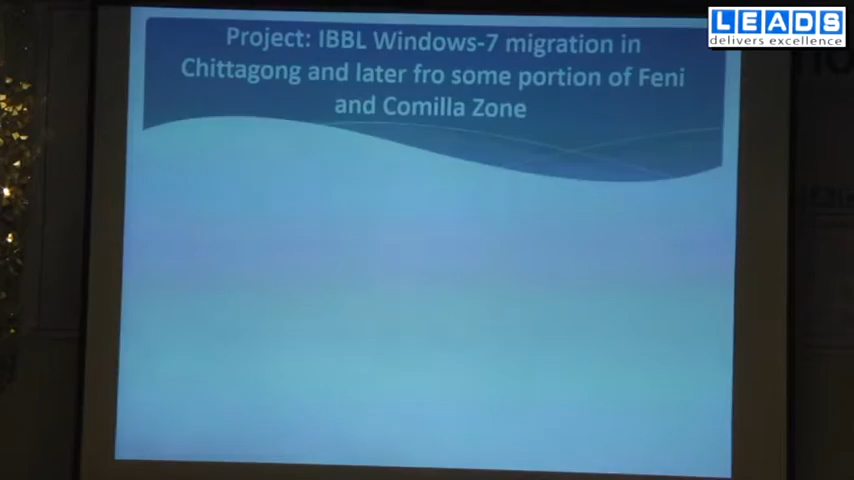 LEADS
delivers excellence
Project: IBBL Windows-7 migration in
Chittagong and later fro some portion of Feni
and Comilla Zone